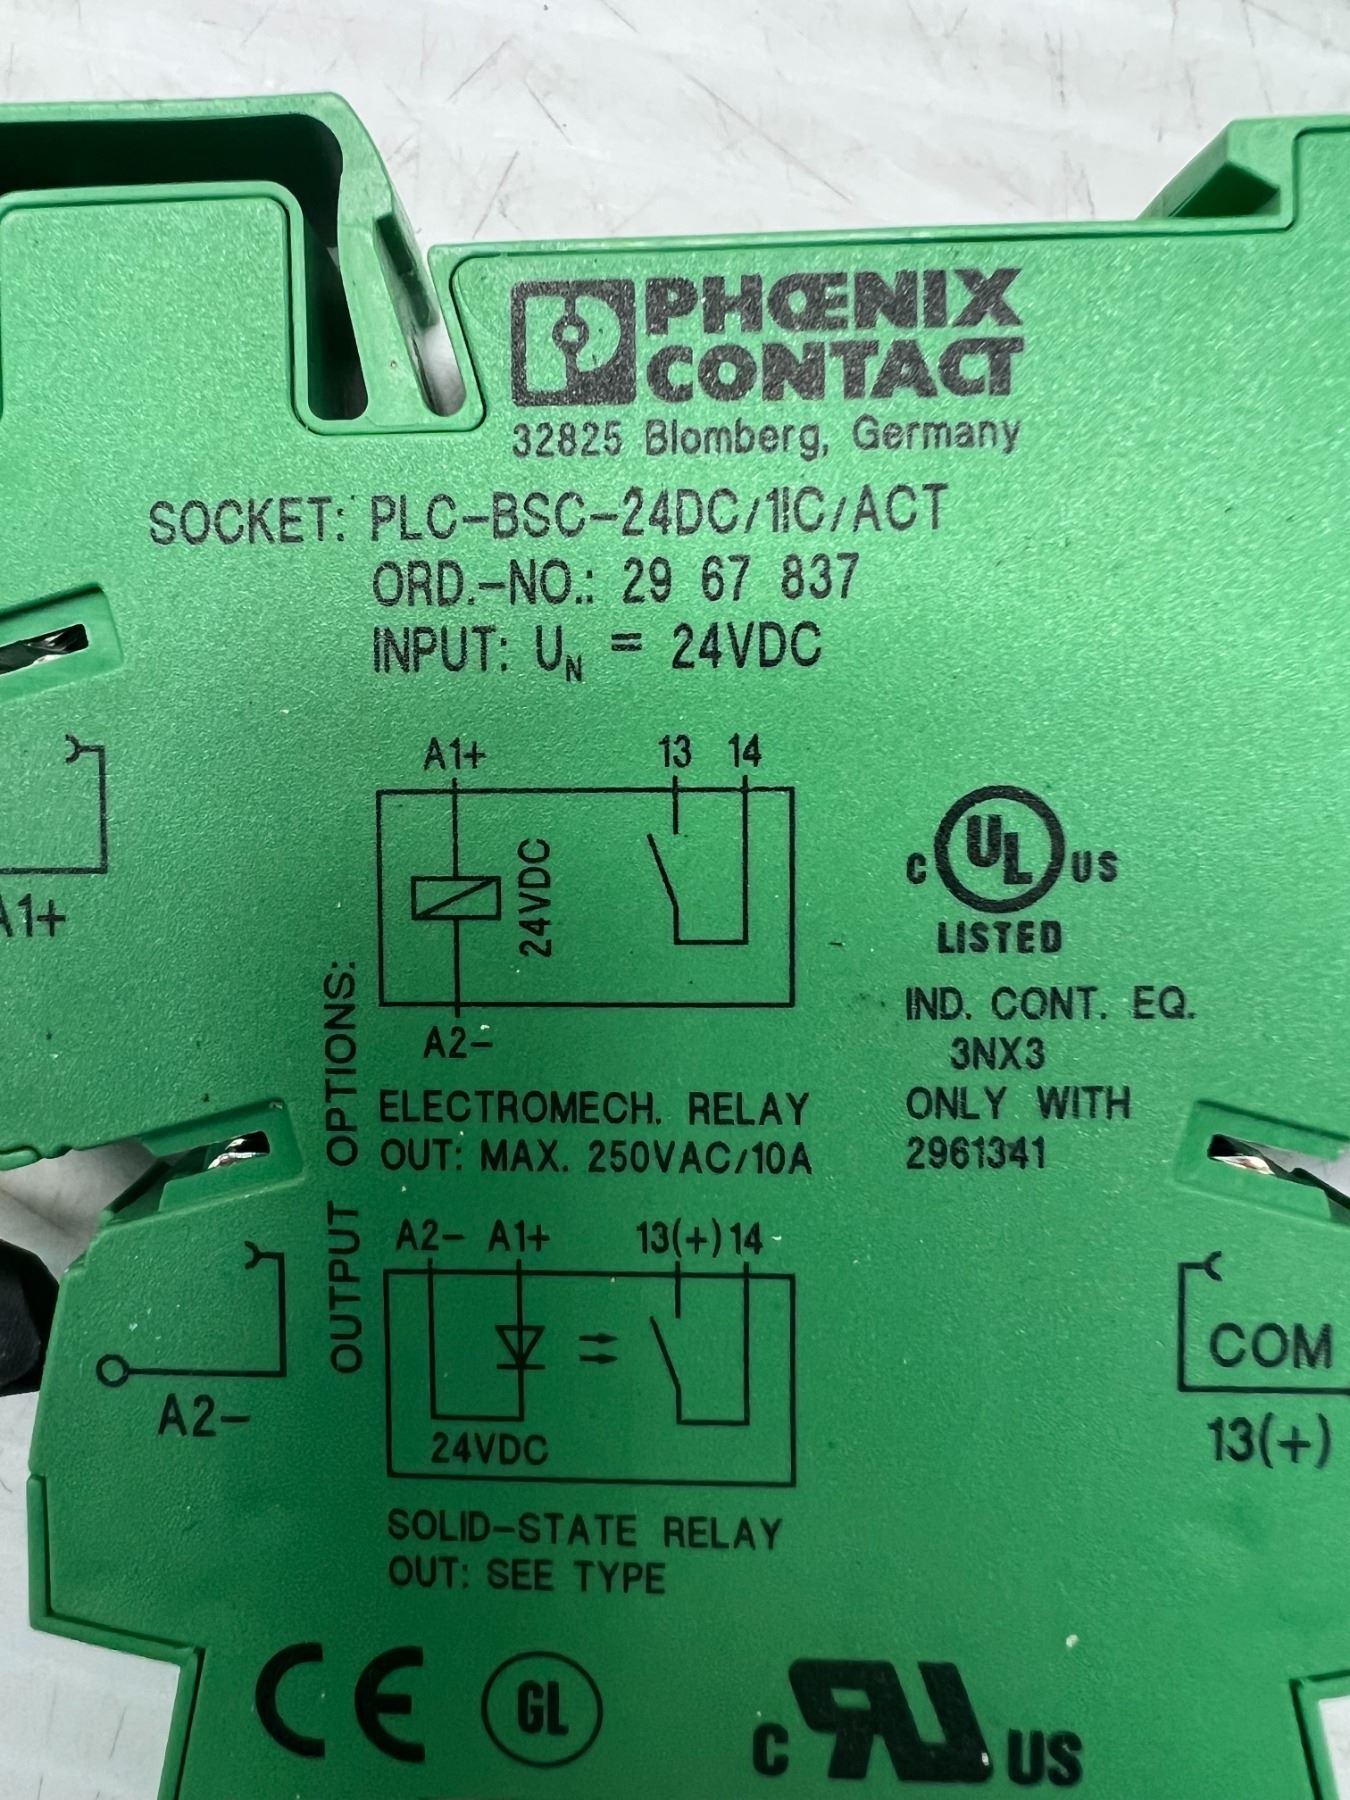 PHŒNIX
CONTACT
32825 Blomberg, Germany
SOCKET: PLC-BSC-24DC/1IC/ACT
ORD.-NO.: 29 67 837
INPUT: UN = 24VDC
A1+ 13 14
24VDC
A2-
ELECTROMECH. RELAY
OUT: MAX. 250VAC/10A
OUTPUT OPTIONS:
A2- A1+ 13(+) 14
24VDC
SOLID-STATE RELAY
OUT: SEE TYPE
C UL US
LISTED
IND. CONT. EQ.
3NX3
ONLY WITH
2961341
A1+
A2-
COM
13(+)
CE GL C RU US